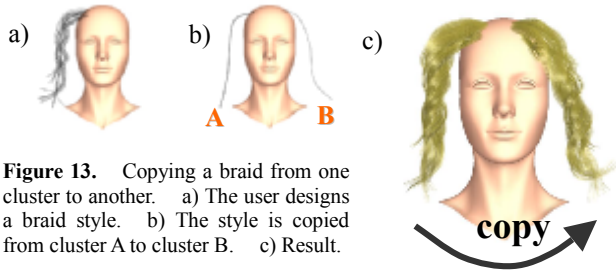 a)
b)
c)
A
B
Figure 13. Copying a braid from one
cluster to another. a) The user designs
a braid style. b) The style is copied
from cluster A to cluster B. c) Result.
copy